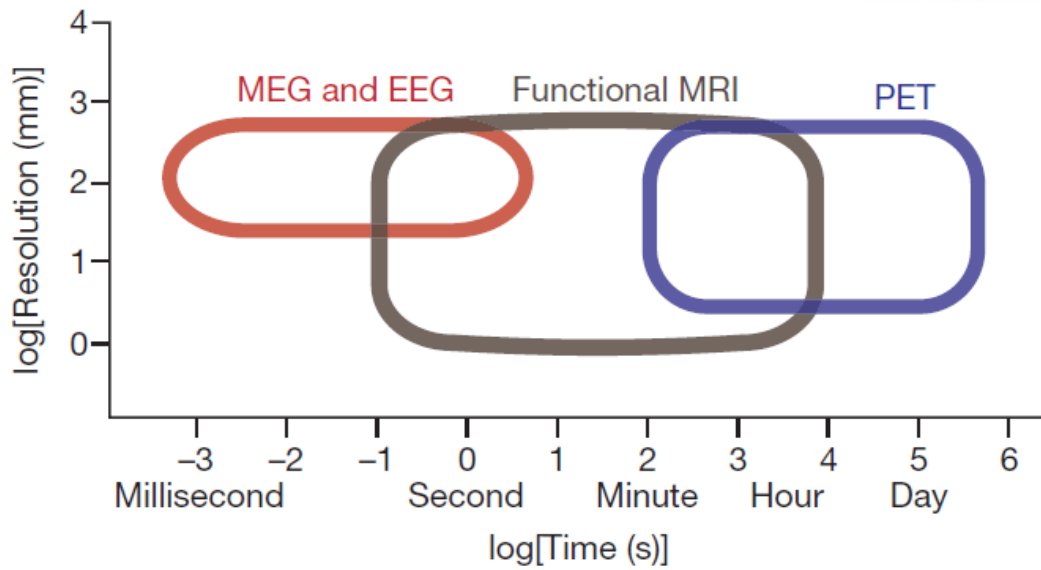 4
MEG and EEG Functional MRI PET
3
2
1
0
log[Resolution (mm)]
–3 –2 –1 0 1 2 3 4 5 6
Millisecond Second Minute Hour Day
log[Time (s)]